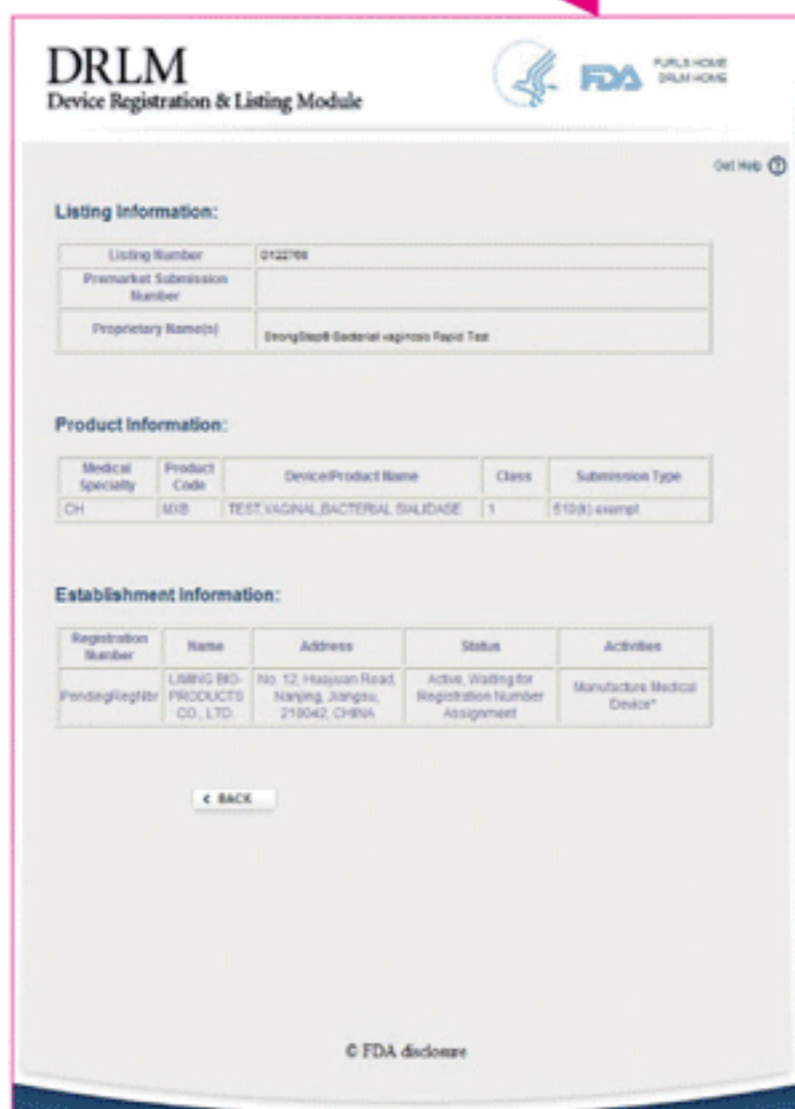 DRLM
Device Registration & Listing Module
FDA
FURLS HOME
DRLM HOME
Get Help ?
Listing Information:
Listing Number D122766
Premarket Submission
Number
Proprietary Name(s) StrongStep® Bacterial vaginosis Rapid Test
Product Information:
Medical Specialty Product Code Device/Product Name Class Submission Type
CH MXB TEST,VAGINAL,BACTERIAL SIALIDASE 1 510(k) exempt
Establishment Information:
Registration Number Name Address Status Activities
PendingRegNbr LIMING BIO-PRODUCTS CO., LTD. No. 12, Huayuan Road, Nanjing, Jiangsu, 210042, CHINA Active, Waiting for Registration Number Assignment Manufacture Medical Device*
< BACK
© FDA disclosure